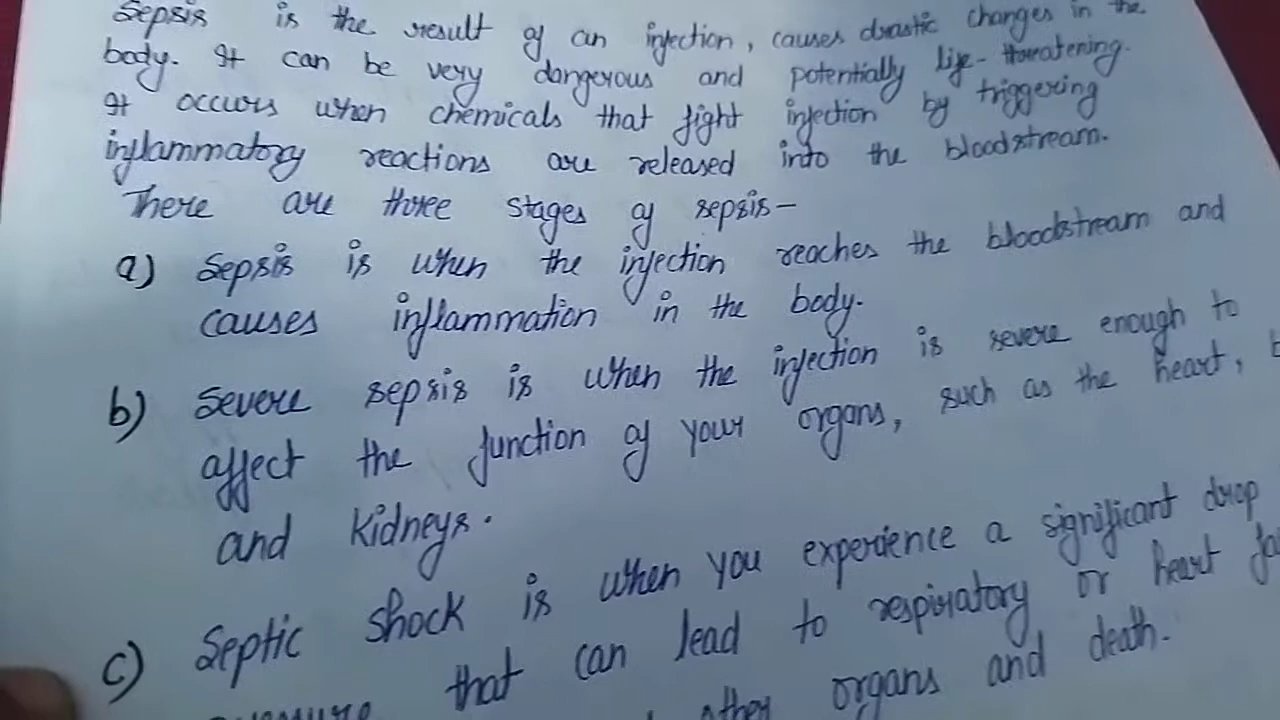 Sepsis is the result of an infection, causes drastic changes in the
body. It can be very dangerous and potentially life-threatening.
It occurs when chemicals that fight infection by triggering
inflammatory reactions are released into the bloodstream.
There are three stages of sepsis-
a) Sepsis is when the infection reaches the bloodstream and
causes inflammation in the body.
b) Severe sepsis is when the infection is severe enough to
affect the function of your organs, such as the heart,
and kidneys.
c) Septic shock is when you experience a significant drop
that can lead to respiratory or heart
other organs and death.